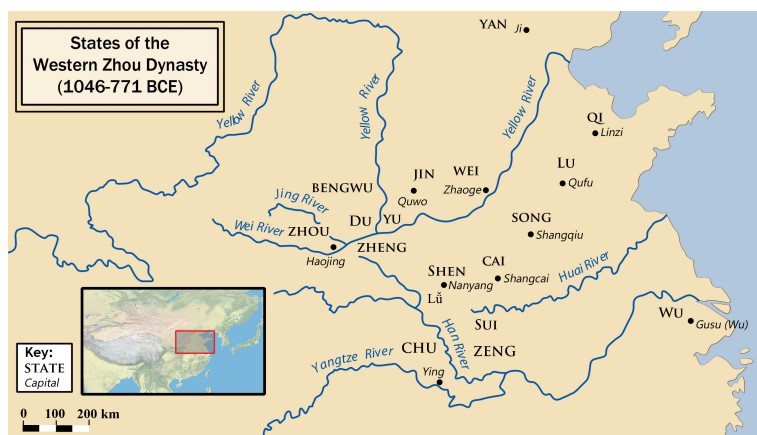 States of the
Western Zhou Dynasty
(1046-771 BCE)
YAN
Ji
Yellow River
Yellow River
Yellow River
QI
Linzi
LU
Qufu
JIN
Quwo
WEI
Zhaoge
BENGWU
Jing River
DU
YU
Wei River
ZHOU
Haojing
ZHENG
SONG
Shangqiu
CAI
Shangcai
SHEN
Nanyang
Lǚ
Huai River
SUI
WU
Gusu (Wu)
CHU
Han River
ZENG
Yangtze River
Ying
Key:
STATE
Capital
0 100 200 km